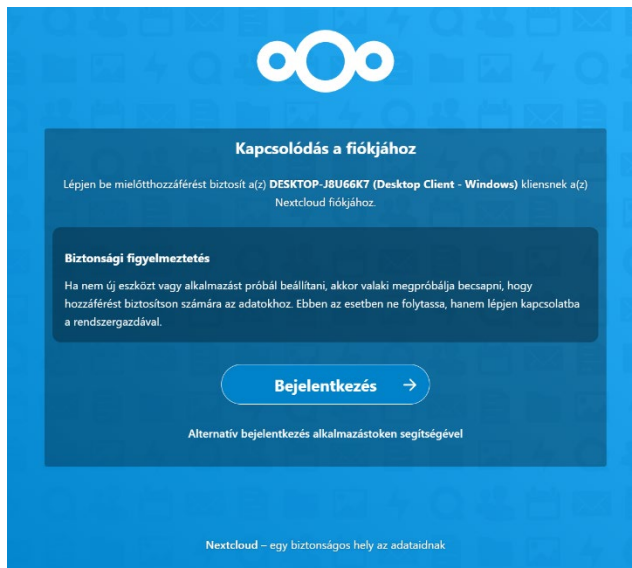 Kapcsolódás a fiókjához
Lépjen be mielőtthozzáférést biztosít a(z) DESKTOP-J8U66K7 (Desktop Client - Windows) kliensnek a(z)
Nextcloud fiókjához.
Biztonsági figyelmeztetés
Ha nem új eszközt vagy alkalmazást próbál beállítani, akkor valaki megpróbálja becsapni, hogy
hozzáférést biztosítson számára az adatokhoz. Ebben az esetben ne folytassa, hanem lépjen kapcsolatba
a rendszergazdával.
Bejelentkezés →
Alternatív bejelentkezés alkalmazástoken segítségével
Nextcloud – egy biztonságos hely az adataidnak